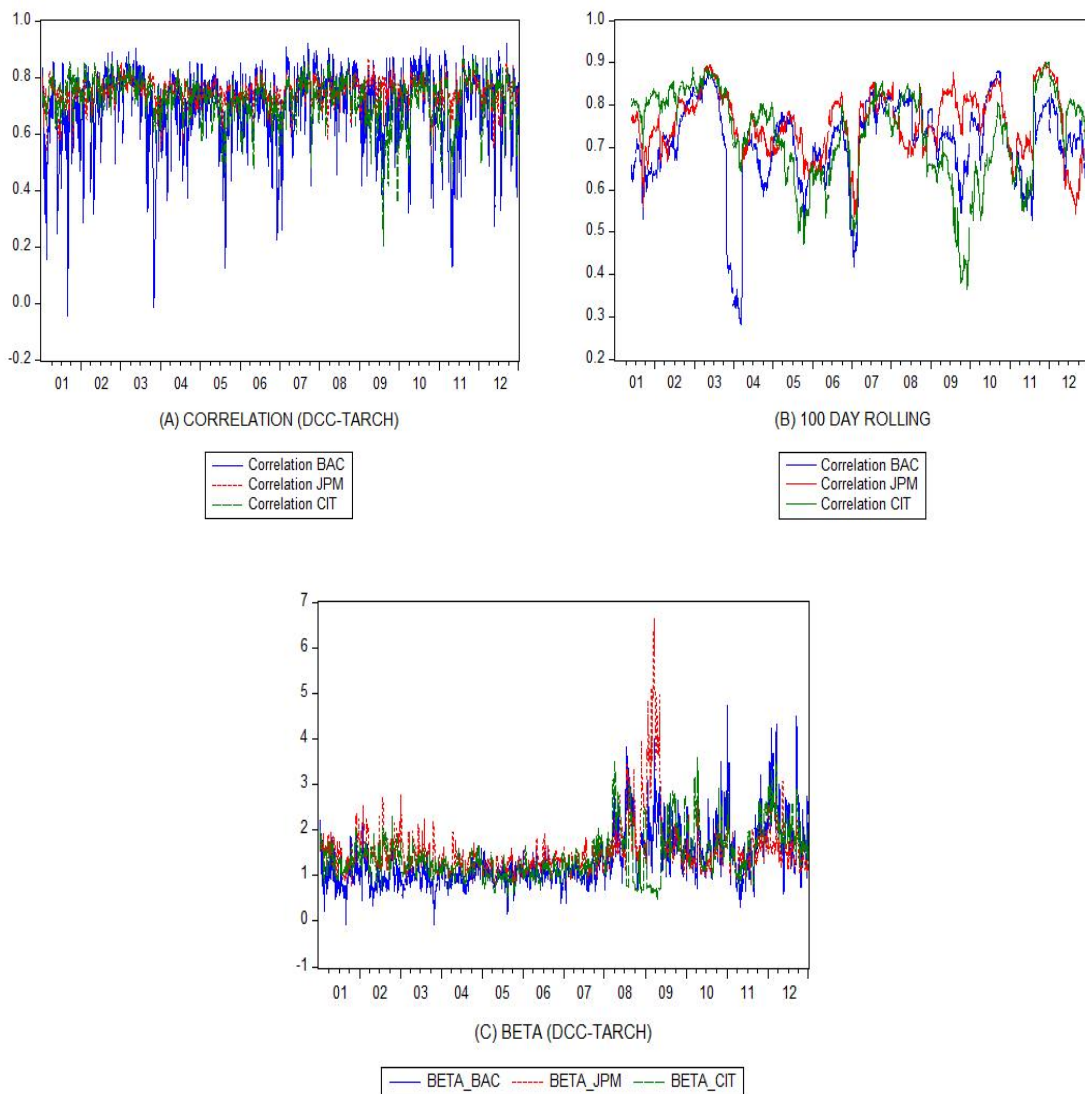 1.0
0.8
0.6
0.4
0.2
0.0
-0.2
01 02 03 04 05 06 07 08 09 10 11 12
(A) CORRELATION (DCC-TARCH)
Correlation BAC
Correlation JPM
Correlation CIT
1.0
0.9
0.8
0.7
0.6
0.5
0.4
0.3
0.2
01 02 03 04 05 06 07 08 09 10 11 12
(B) 100 DAY ROLLING
Correlation BAC
Correlation JPM
Correlation CIT
7
6
5
4
3
2
1
0
-1
01 02 03 04 05 06 07 08 09 10 11 12
(C) BETA (DCC-TARCH)
BETA_BAC BETA_JPM BETA_CIT